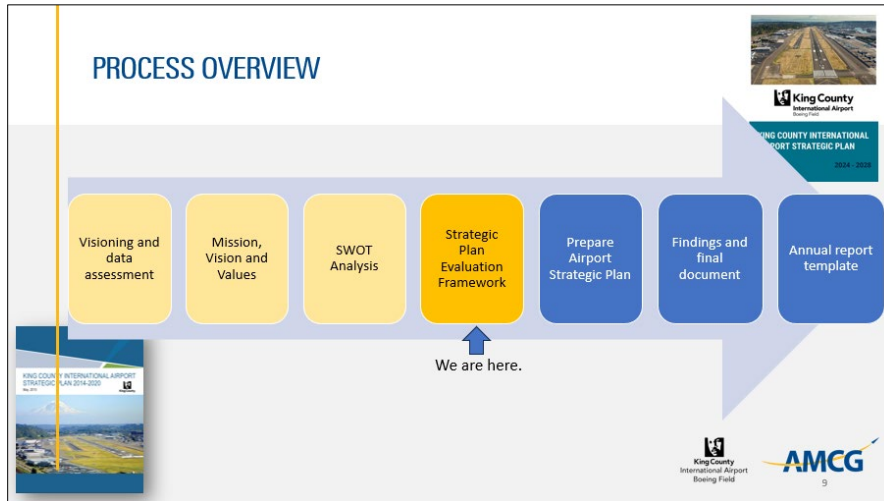 PROCESS OVERVIEW
King County
International Airport
Boeing Field
KING COUNTY INTERNATIONAL
AIRPORT STRATEGIC PLAN
2024 - 2028
Visioning and
data
assessment
Mission,
Vision and
Values
SWOT
Analysis
Strategic
Plan
Evaluation
Framework
Prepare
Airport
Strategic Plan
Findings and
final
document
Annual report
template
We are here.
KING COUNTY INTERNATIONAL AIRPORT
STRATEGIC PLAN 2014-2020
King County
International Airport
Boeing Field
AMCG
9